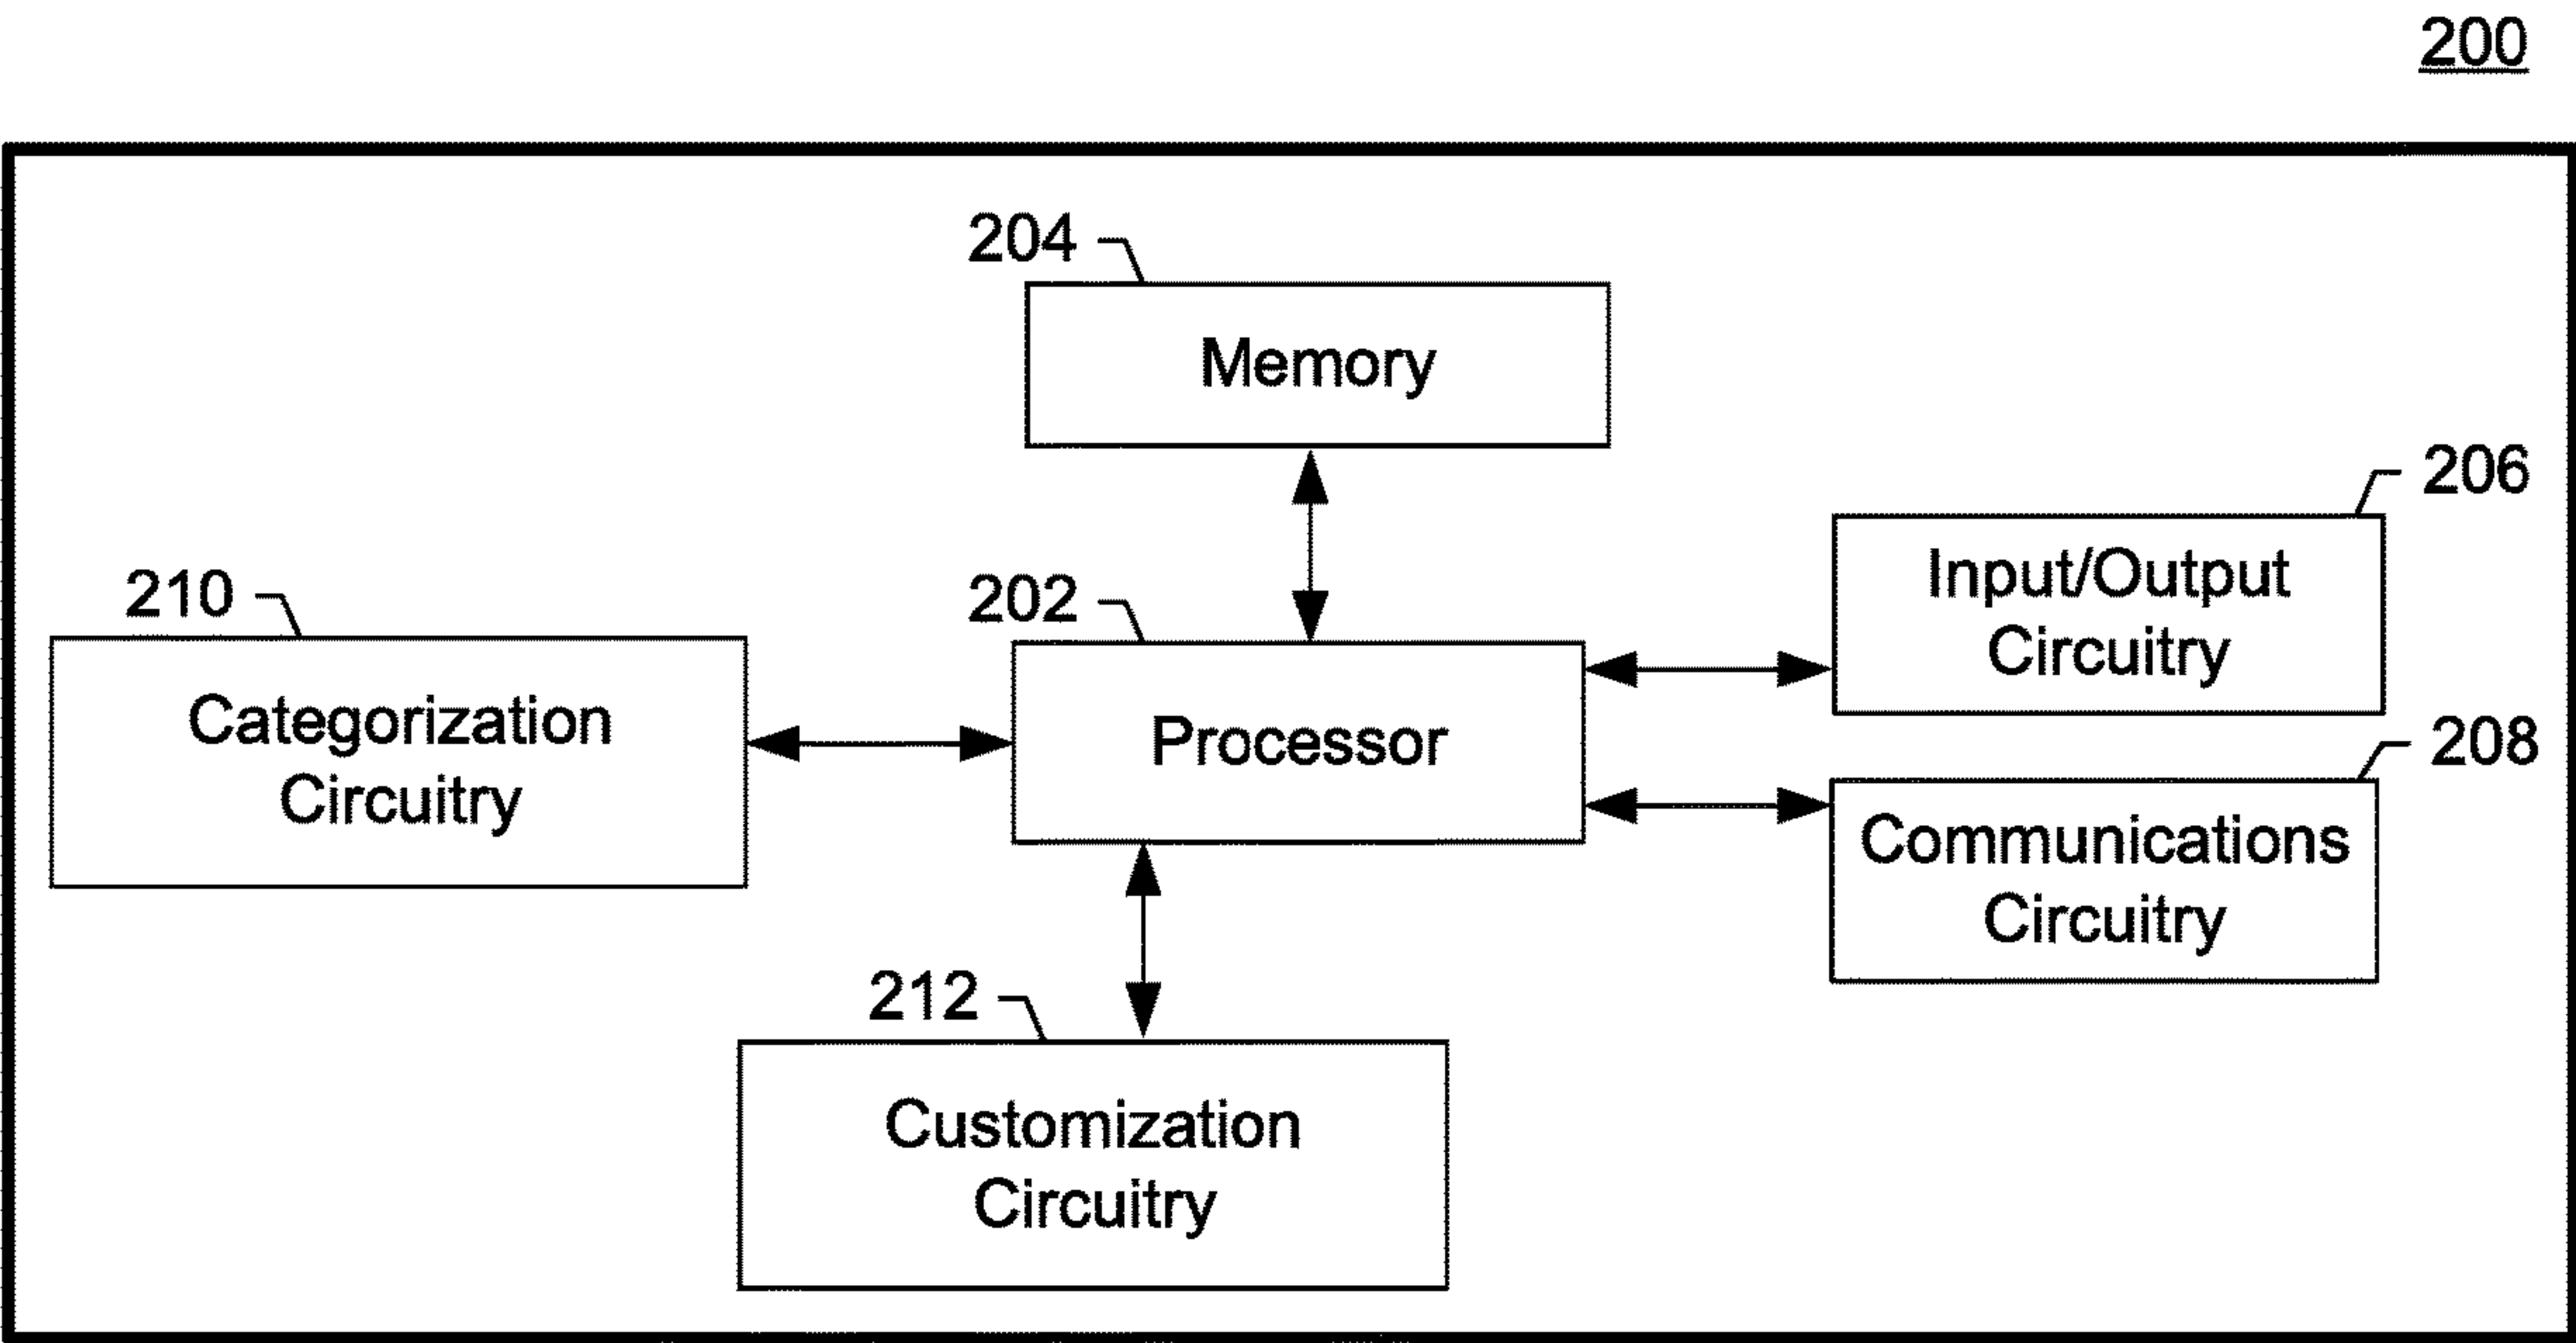 200
204
Memory
206
Input/Output
Circuitry
210
Categorization
Circuitry
202
Processor
208
Communications
Circuitry
212
Customization
Circuitry